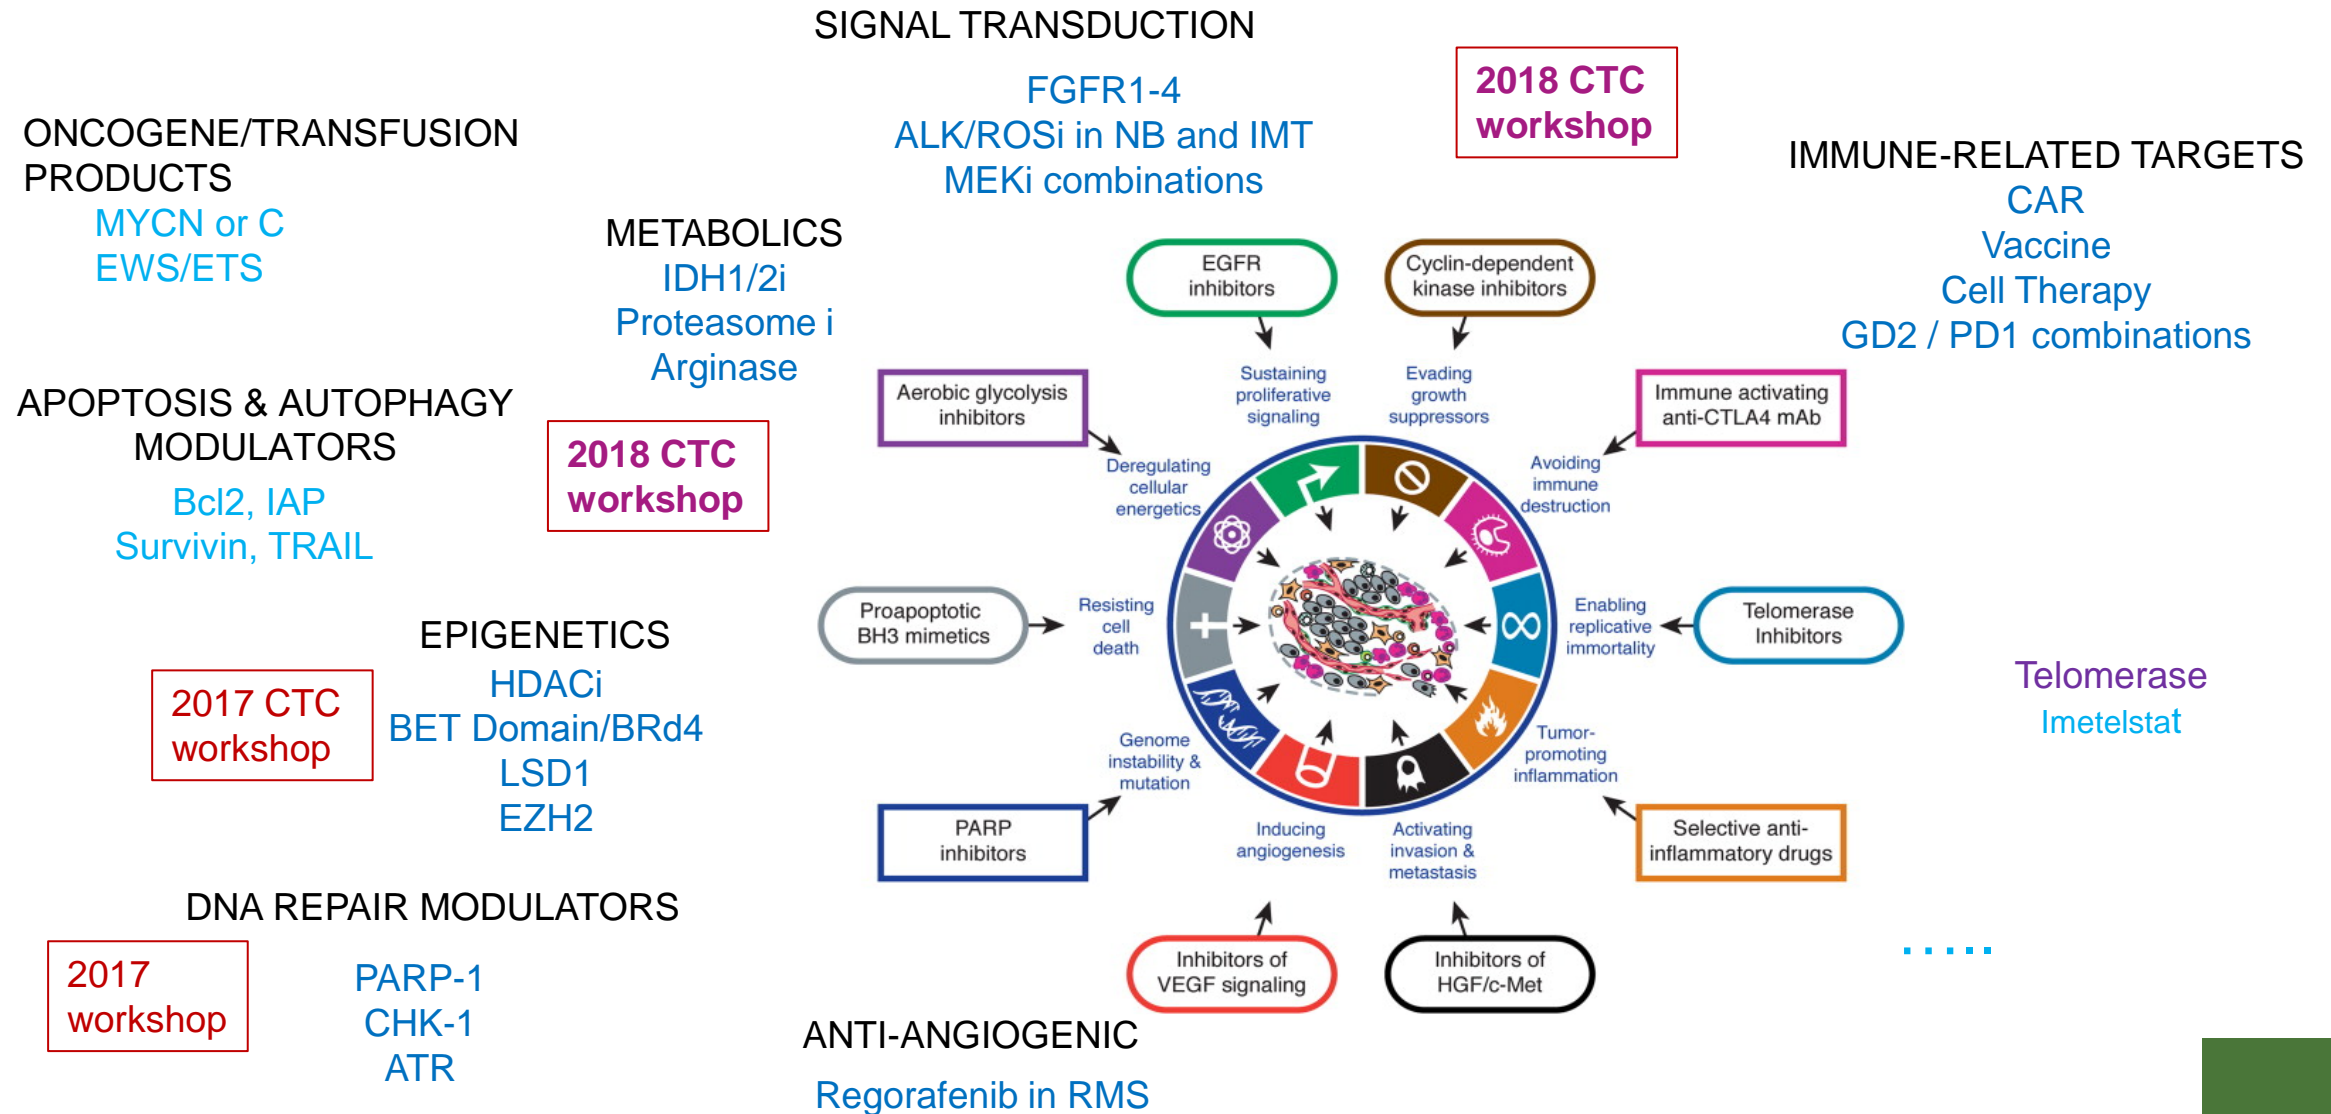 SIGNAL TRANSDUCTION
FGFR1-4
ALK/ROSi in NB and IMT
MEKi combinations
2018 CTC
workshop
ONCOGENE/TRANSFUSION
PRODUCTS
MYCN or C
EWS/ETS
IMMUNE-RELATED TARGETS
CAR
Vaccine
Cell Therapy
GD2 / PD1 combinations
METABOLICS
IDH1/2i
Proteasome i
Arginase
2018 CTC
workshop
APOPTOSIS & AUTOPHAGY
MODULATORS
Bcl2, IAP
Survivin, TRAIL
EPIGENETICS
HDACi
BET Domain/BRd4
LSD1
EZH2
2017 CTC
workshop
DNA REPAIR MODULATORS
PARP-1
CHK-1
ATR
2017
workshop
EGFR
inhibitors
Cyclin-dependent
kinase inhibitors
Aerobic glycolysis
inhibitors
Sustaining
proliferative
signaling
Evading
growth
suppressors
Immune activating
anti-CTLA4 mAb
Deregulating
cellular
energetics
Avoiding
immune
destruction
Proapoptotic
BH3 mimetics
Resisting
cell
death
Enabling
replicative
immortality
Telomerase
Inhibitors
Genome
instability &
mutation
Tumor-
promoting
inflammation
PARP
inhibitors
Inducing
angiogenesis
Activating
invasion &
metastasis
Selective anti-
inflammatory drugs
Inhibitors of
VEGF signaling
Inhibitors of
HGF/c-Met
Telomerase
Imetelstat
.....
ANTI-ANGIOGENIC
Regorafenib in RMS